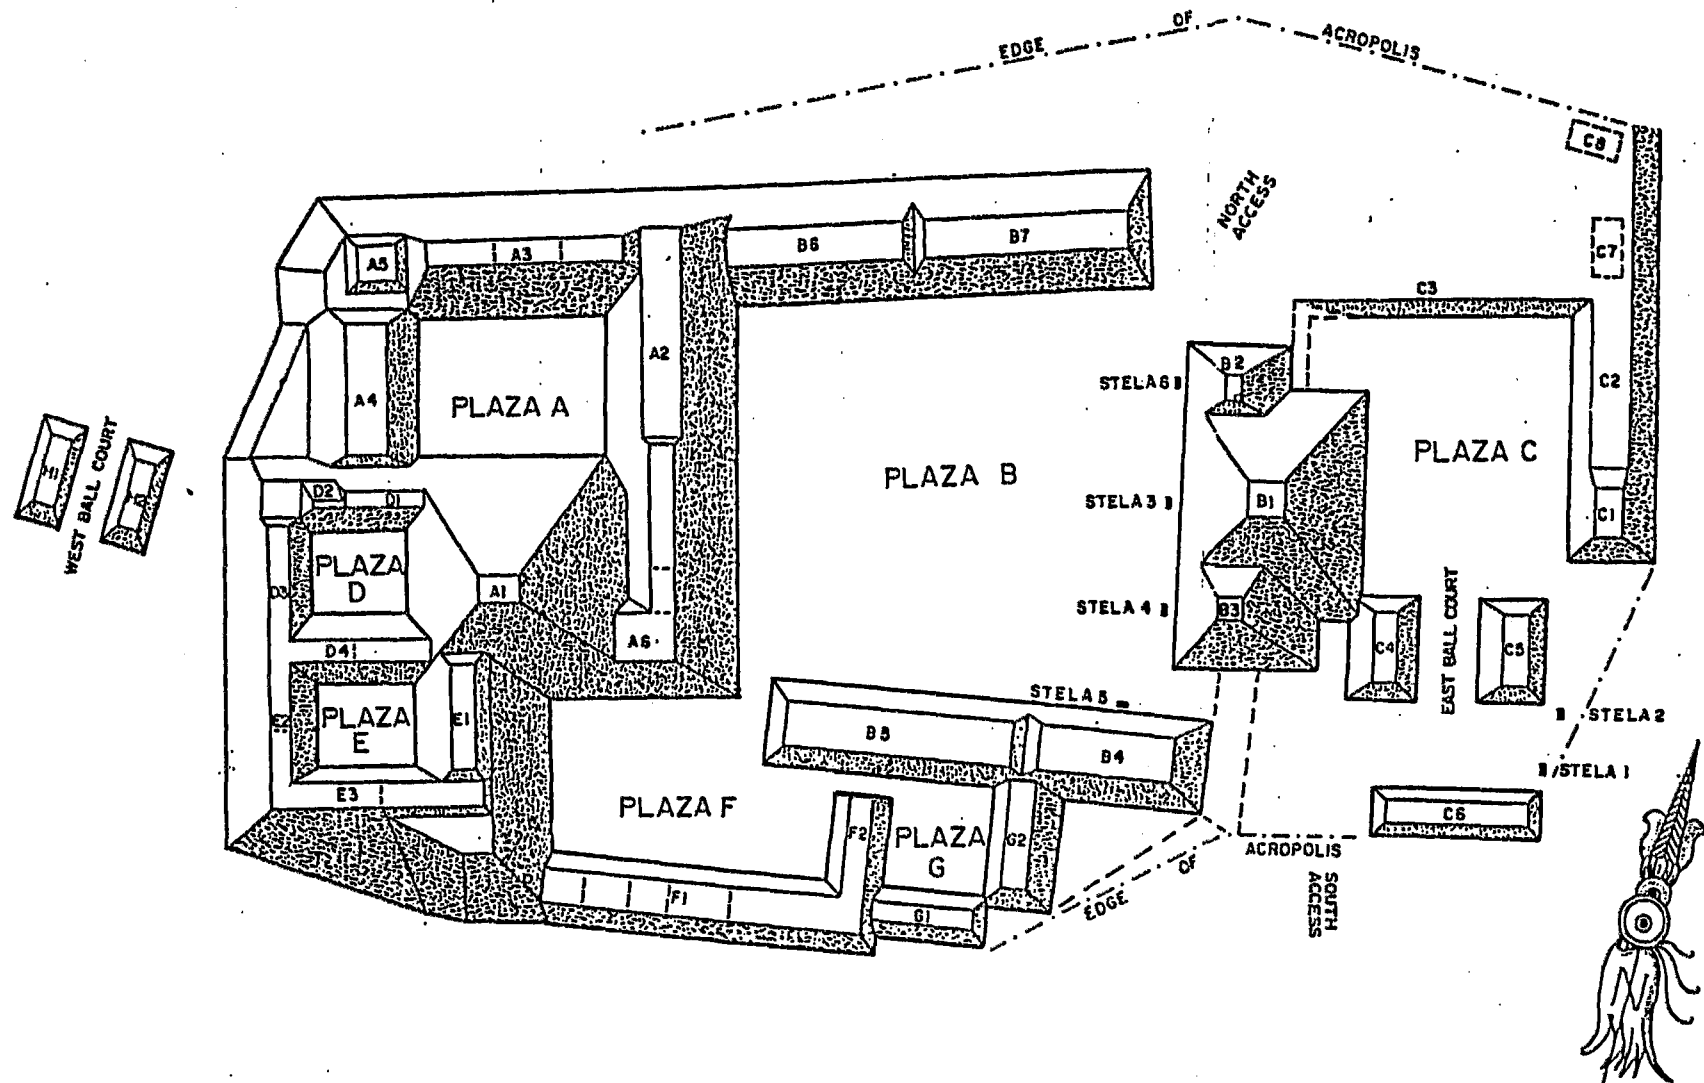 EDGE OF ACROPOLIS
C8
NORTH
ACCESS
C7
A5
A3
B6
B7
C3
A2
B2
STELA 6
C2
A4
PLAZA A
PLAZA B
PLAZA C
WEST BALL COURT
D2
D1
STELA 3
B1
C1
PLAZA
D
D3
A1
STELA 4
B3
A6
D4
C4
EAST BALL COURT
C5
PLAZA
E
E2
E1
STELA 5
STELA 2
B5
B4
STELA 1
E3
PLAZA F
F2
PLAZA
G
G2
C6
F1
G1
EDGE OF ACROPOLIS
SOUTH
ACCESS